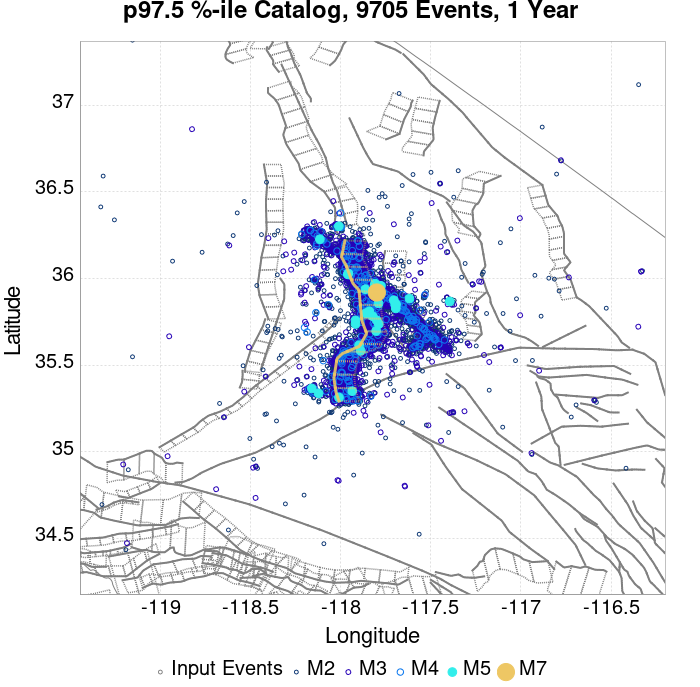 p97.5 %-ile Catalog, 9705 Events, 1 Year
37
36.5
36
35.5
35
34.5
Latitude
-119 -118.5 -118 -117.5 -117 -116.5
Longitude
Input Events M2 M3 M4 M5 M7